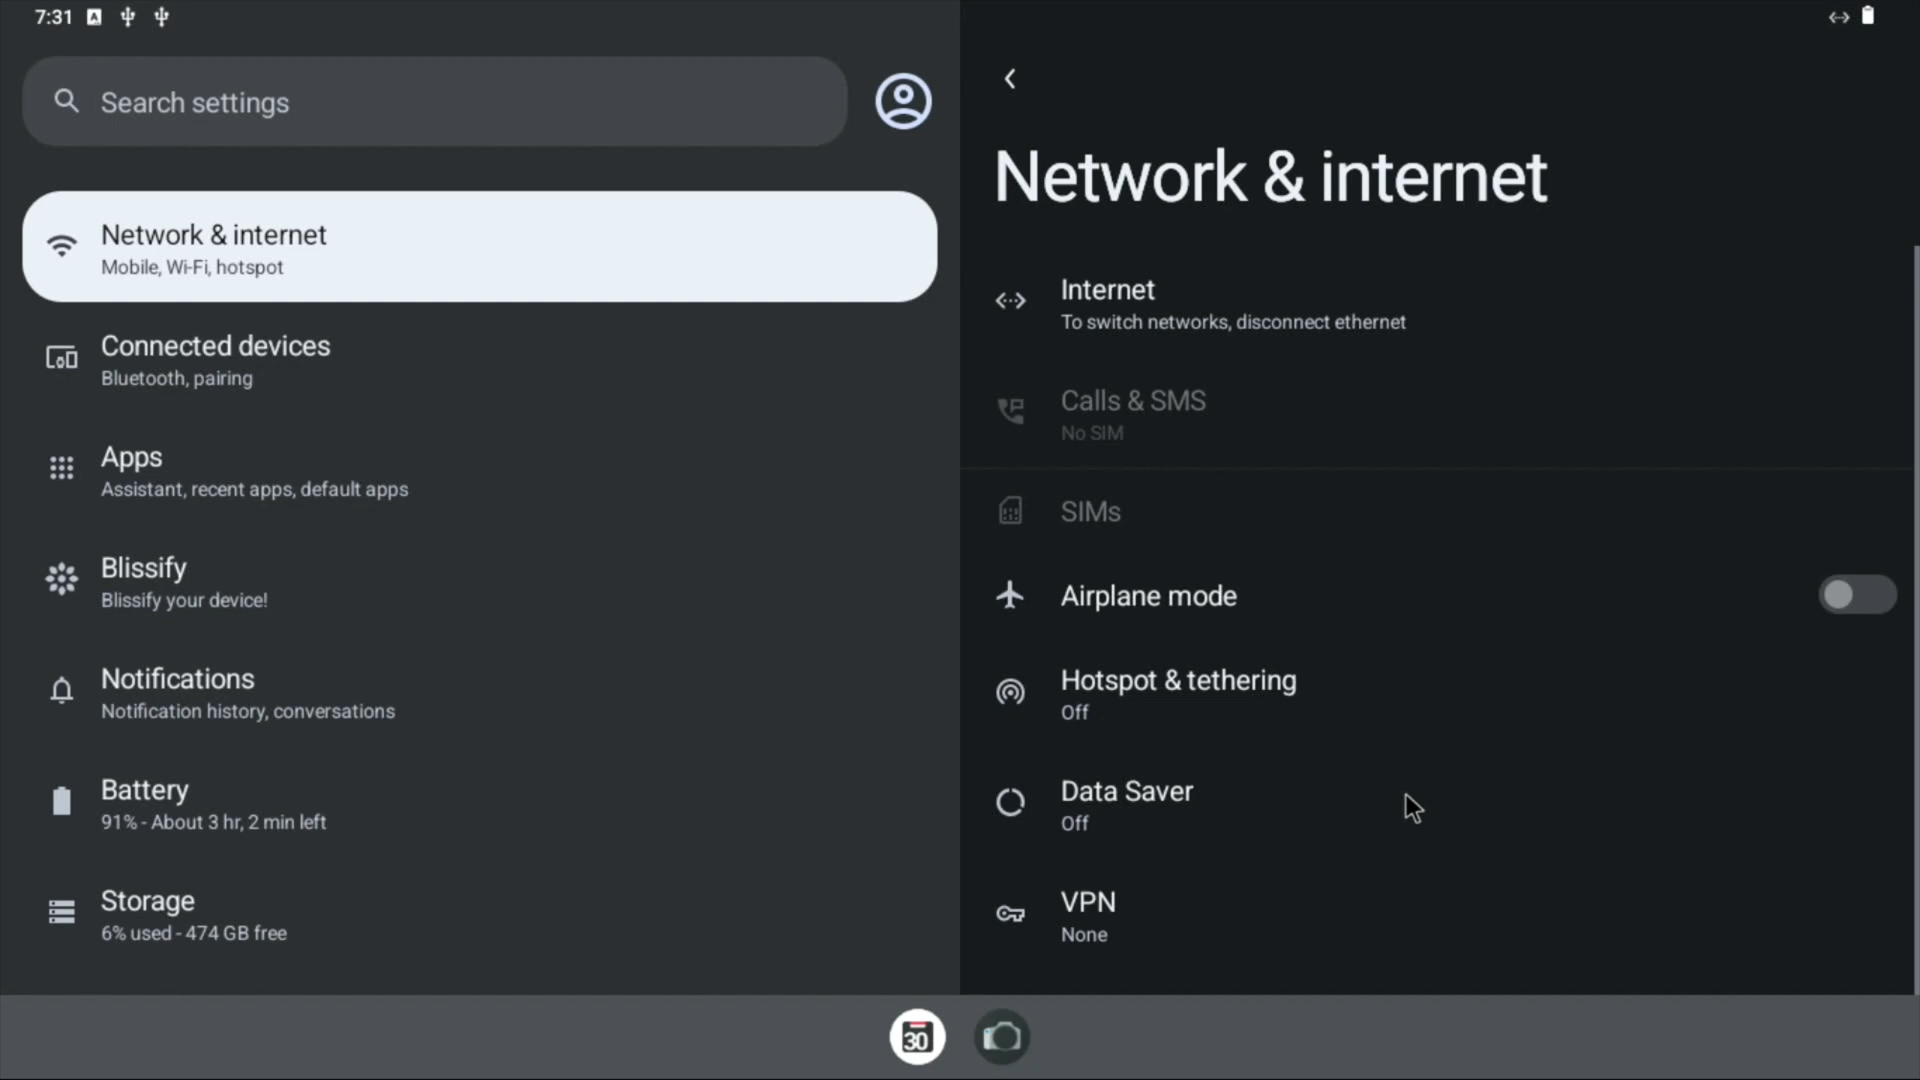 7:31
Search settings
Network & internet
Mobile, Wi-Fi, hotspot
Connected devices
Bluetooth, pairing
Apps
Assistant, recent apps, default apps
Blissify
Blissify your device!
Notifications
Notification history, conversations
Battery
91% - About 3 hr, 2 min left
Storage
6% used - 474 GB free
Network & internet
Internet
To switch networks, disconnect ethernet
Calls & SMS
No SIM
SIMs
Airplane mode
Hotspot & tethering
Off
Data Saver
Off
VPN
None
30